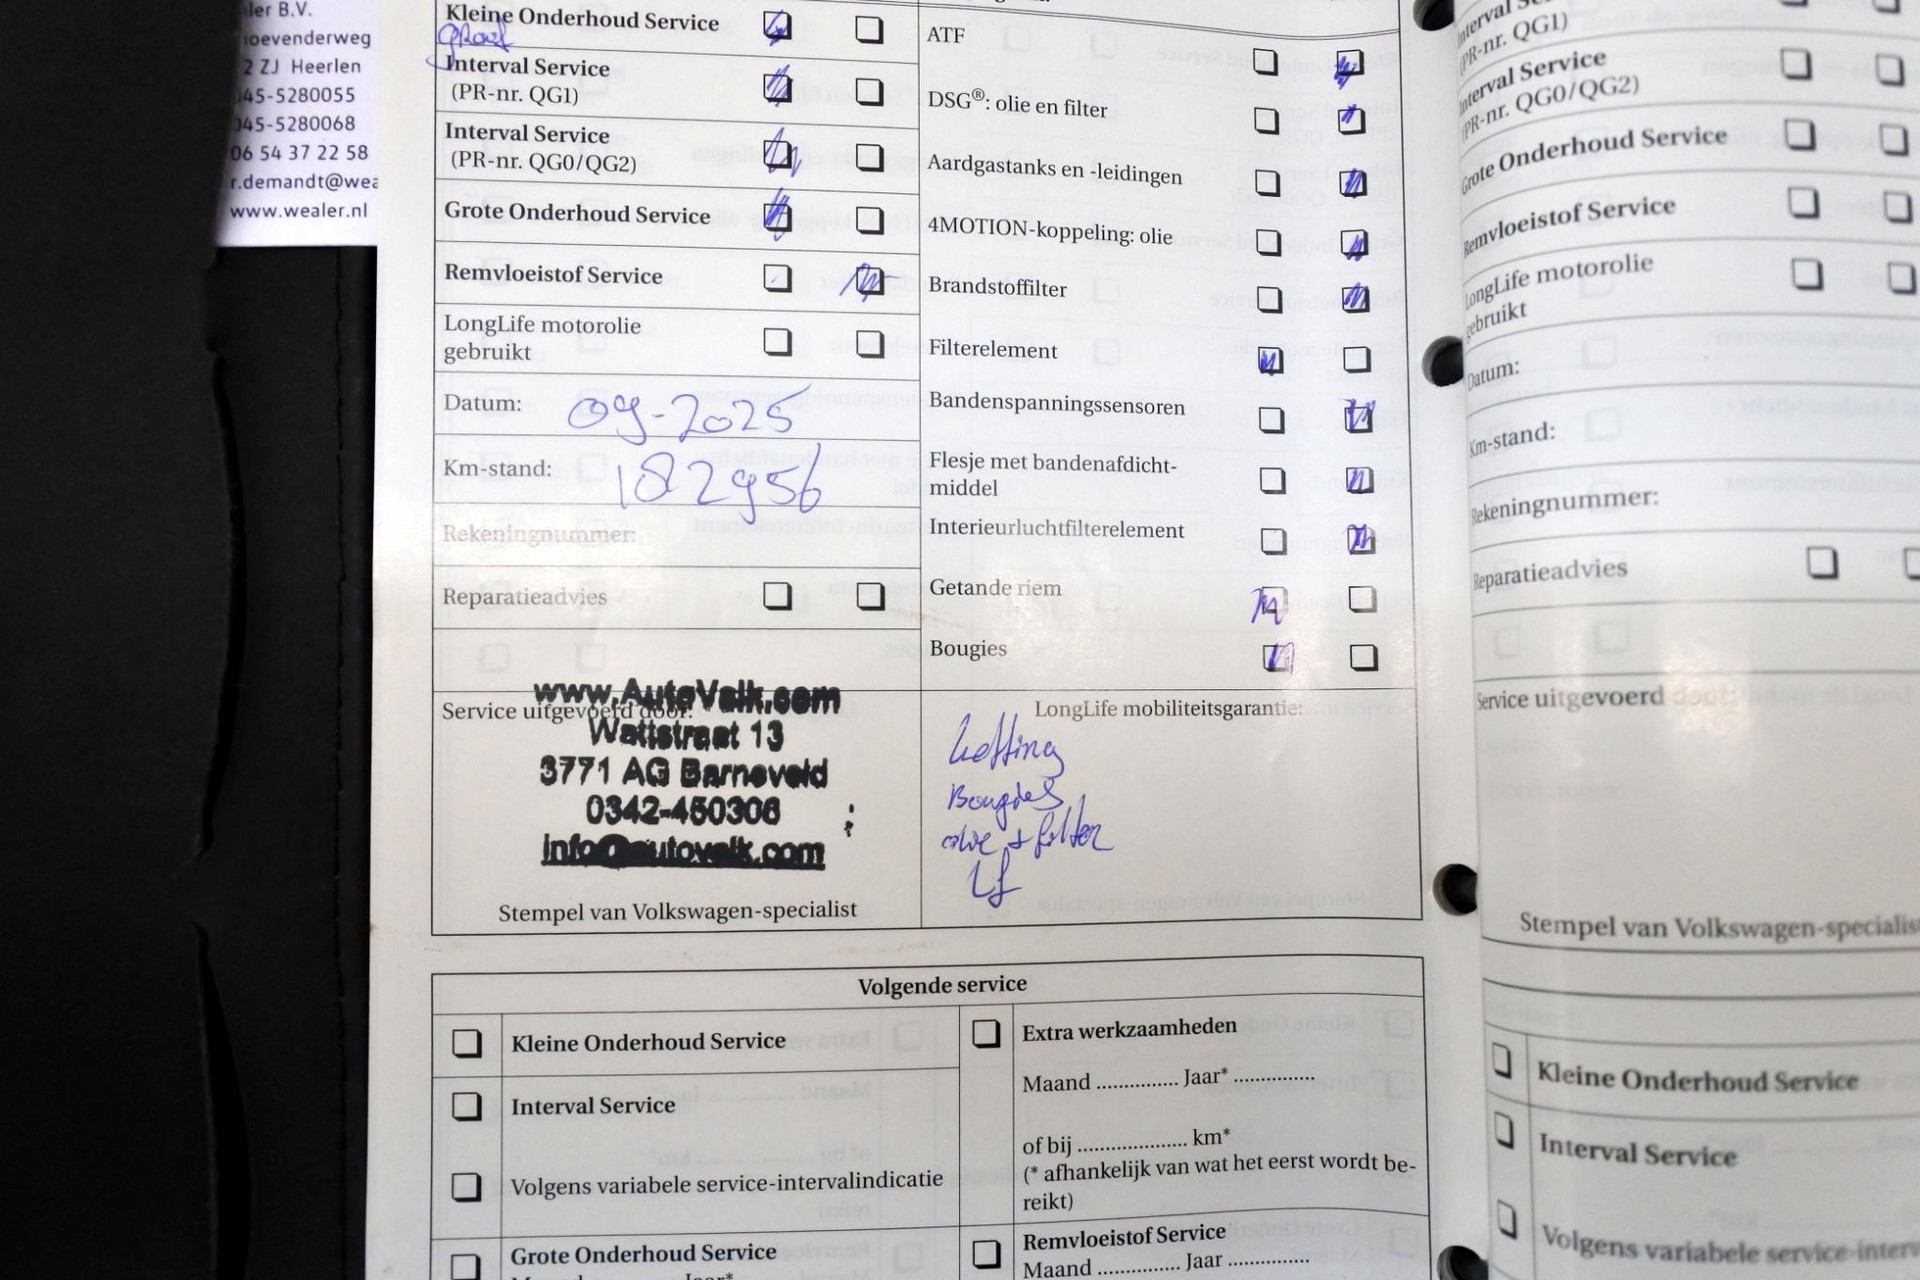 ler B.V.
oevenderweg
2 ZJ Heerlen
045-5280055
045-5280068
06 54 37 22 58
r.demandt@wea
www.wealer.nl
Kleine Onderhoud Service
groot
Interval Service
(PR-nr. QG1)
Interval Service
(PR-nr. QG0/QG2)
Grote Onderhoud Service
Remvloeistof Service
LongLife motorolie
gebruikt
Datum: 09-2025
Km-stand: 182956
Rekeningnummer:
Reparatieadvies
Service uitgevoerd door:
www.AutoValk.com
Wattstraat 13
3771 AG Barneveld
0342-450306
info@autovalk.com
Stempel van Volkswagen-specialist
ATF
DSG®: olie en filter
Aardgastanks en -leidingen
4MOTION-koppeling: olie
Brandstoffilter
Filterelement
Bandenspanningssensoren
Flesje met bandenafdicht-
middel
Interieurluchtfilterelement
Getande riem
Bougies
LongLife mobiliteitsgarantie:
ketting
Bougies
olie + filter
Lf
Volgende service
Kleine Onderhoud Service
Interval Service
Volgens variabele service-intervalindicatie
Grote Onderhoud Service
Extra werkzaamheden
Maand .............. Jaar* ..............
of bij ................... km*
(* afhankelijk van wat het eerst wordt be-
reikt)
Remvloeistof Service
Maand .............. Jaar ..............
Interval
(PR-nr. QG1)
Interval Service
(PR-nr. QG0/QG2)
Grote Onderhoud Service
Remvloeistof Service
LongLife motorolie
gebruikt
Datum:
Km-stand:
Rekeningnummer:
Reparatieadvies
Service uitgevoerd door:
Stempel van Volkswagen-specialis
Kleine Onderhoud Service
Interval Service
Volgens variabele service-interv